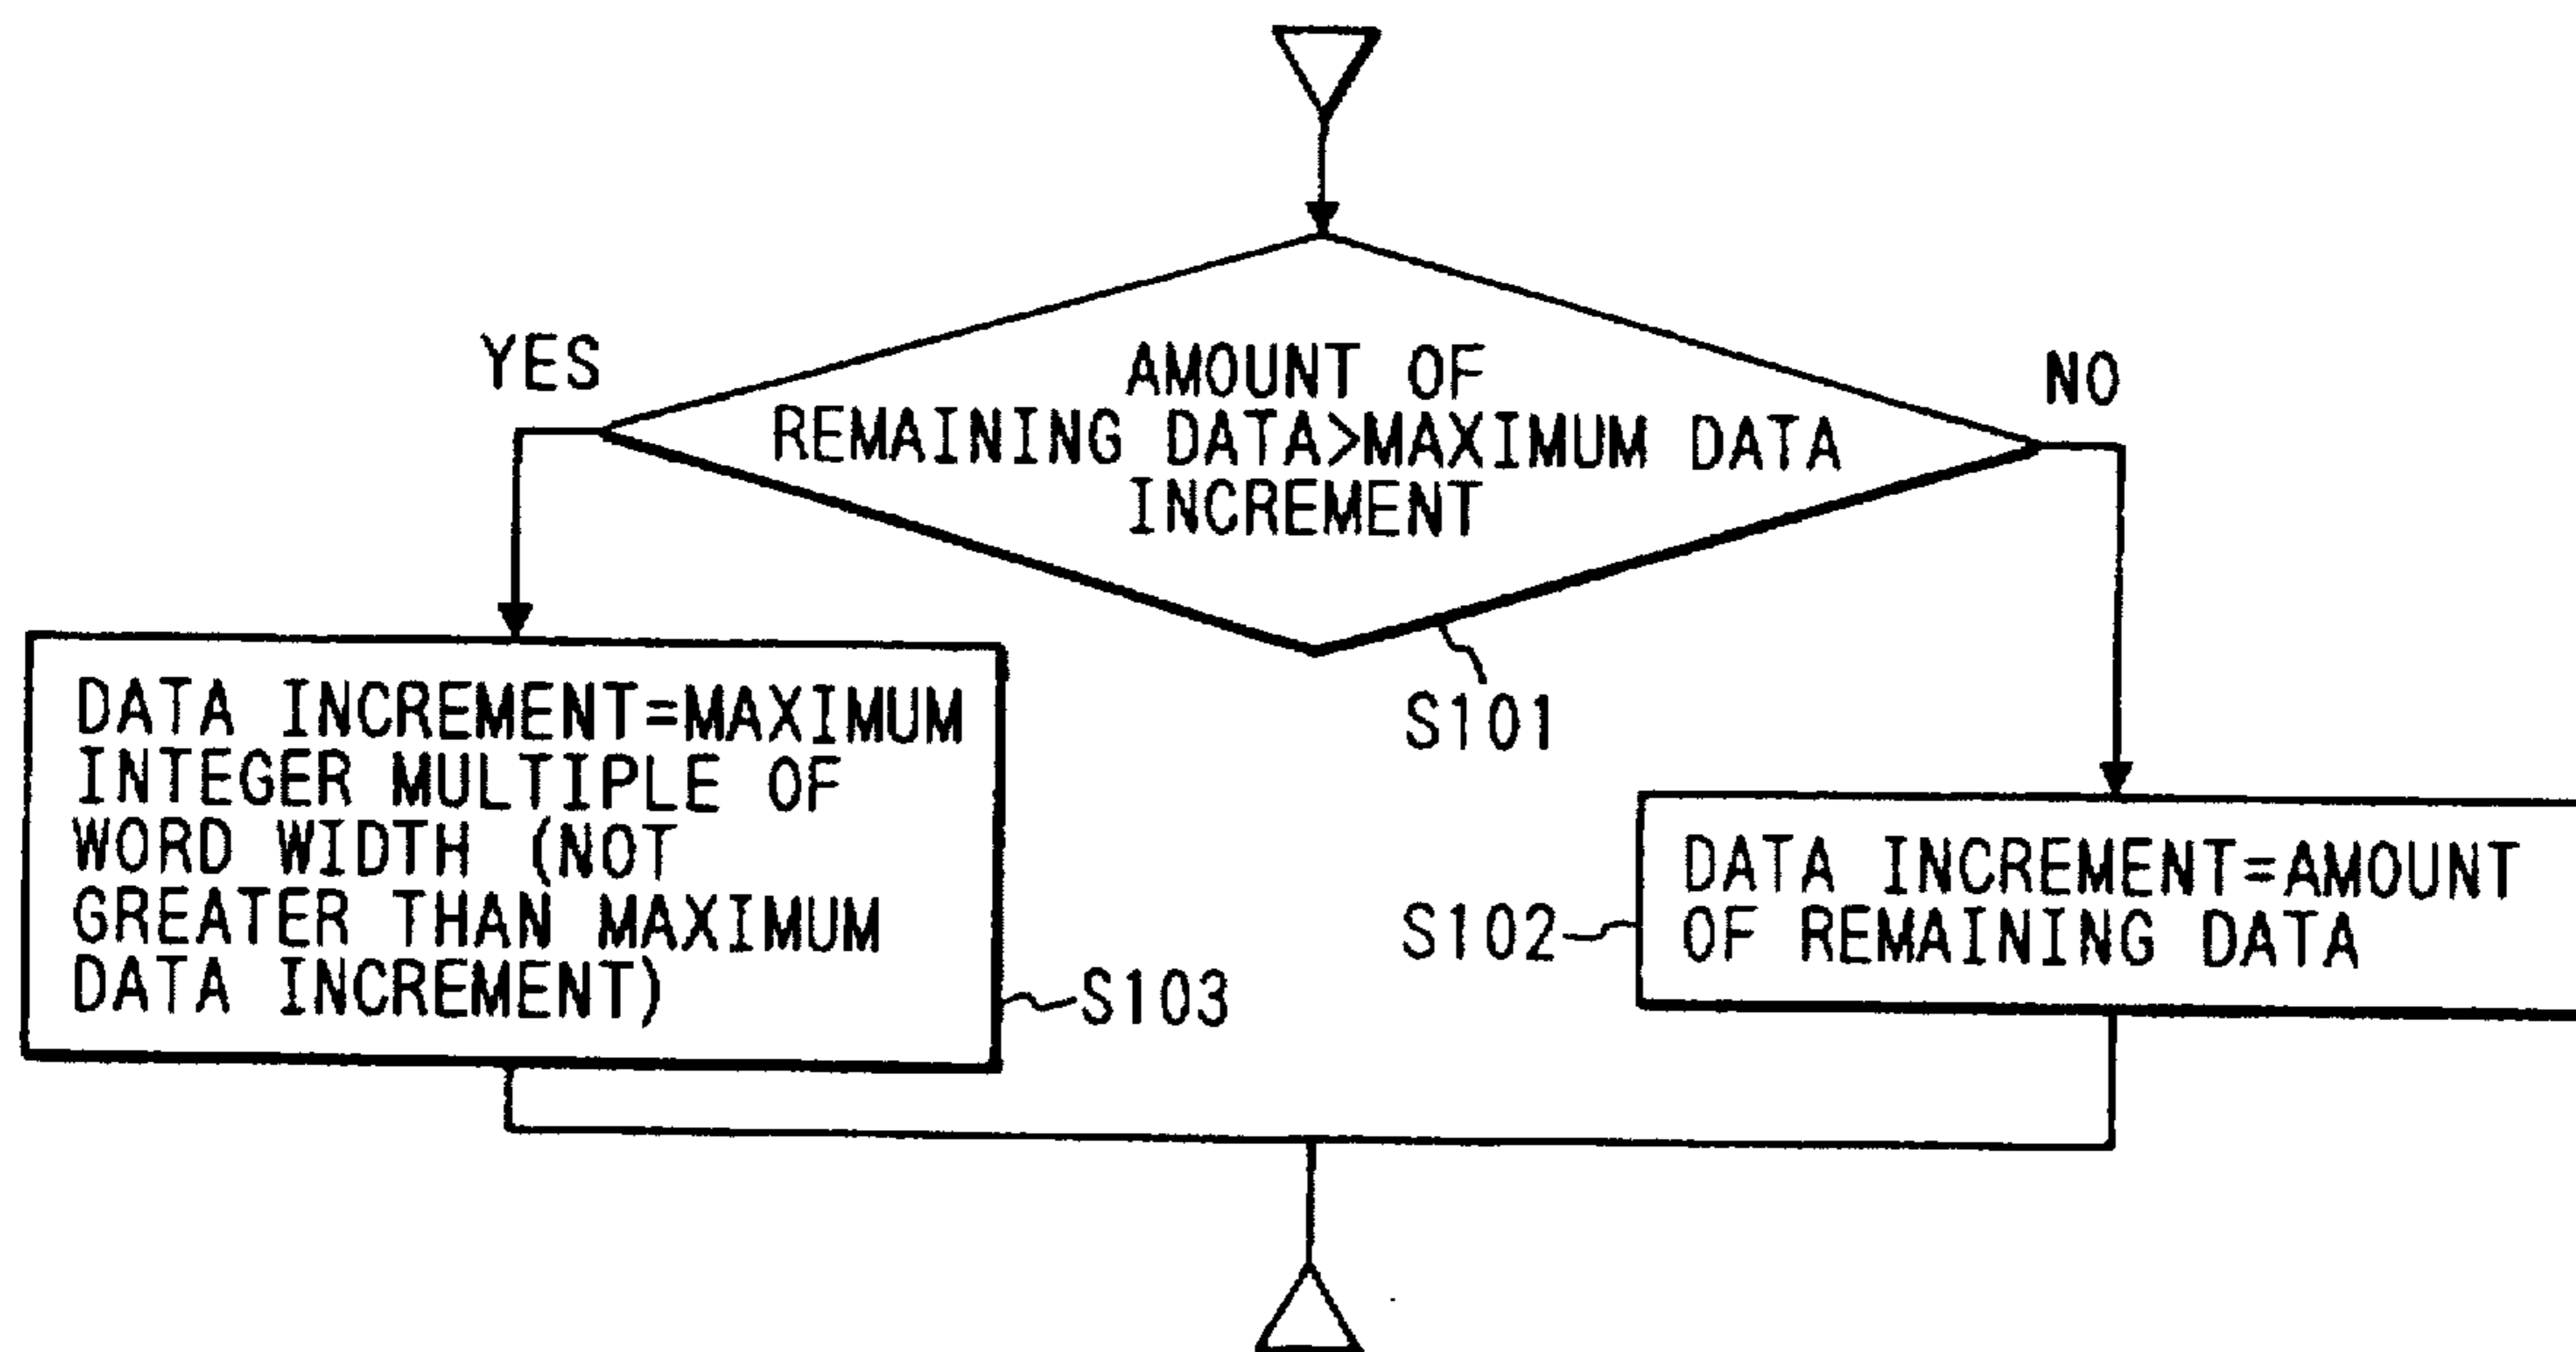 YES
AMOUNT OF
REMAINING DATA>MAXIMUM DATA
INCREMENT
NO
S101
DATA INCREMENT=MAXIMUM
INTEGER MULTIPLE OF
WORD WIDTH (NOT
GREATER THAN MAXIMUM
DATA INCREMENT)
S103
S102
DATA INCREMENT=AMOUNT
OF REMAINING DATA